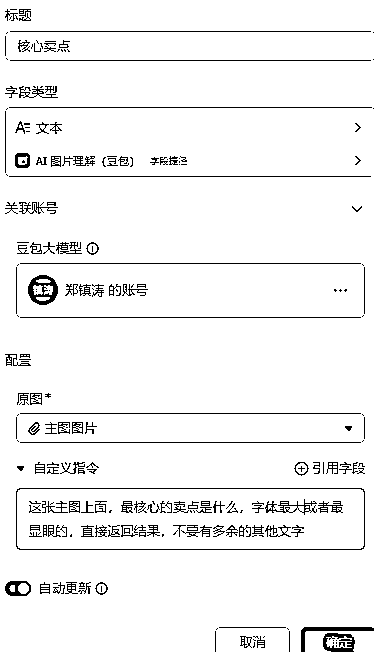 标题
核心卖点
字段类型
文本
AI 图片理解（豆包） 字段捷径
关联账号
豆包大模型
镇涛 郑镇涛 的账号
配置
原图*
主图图片
自定义指令 引用字段
这张主图上面，最核心的卖点是什么，字体最大或者最
显眼的，直接返回结果，不要有多余的其他文字
自动更新
取消 确定